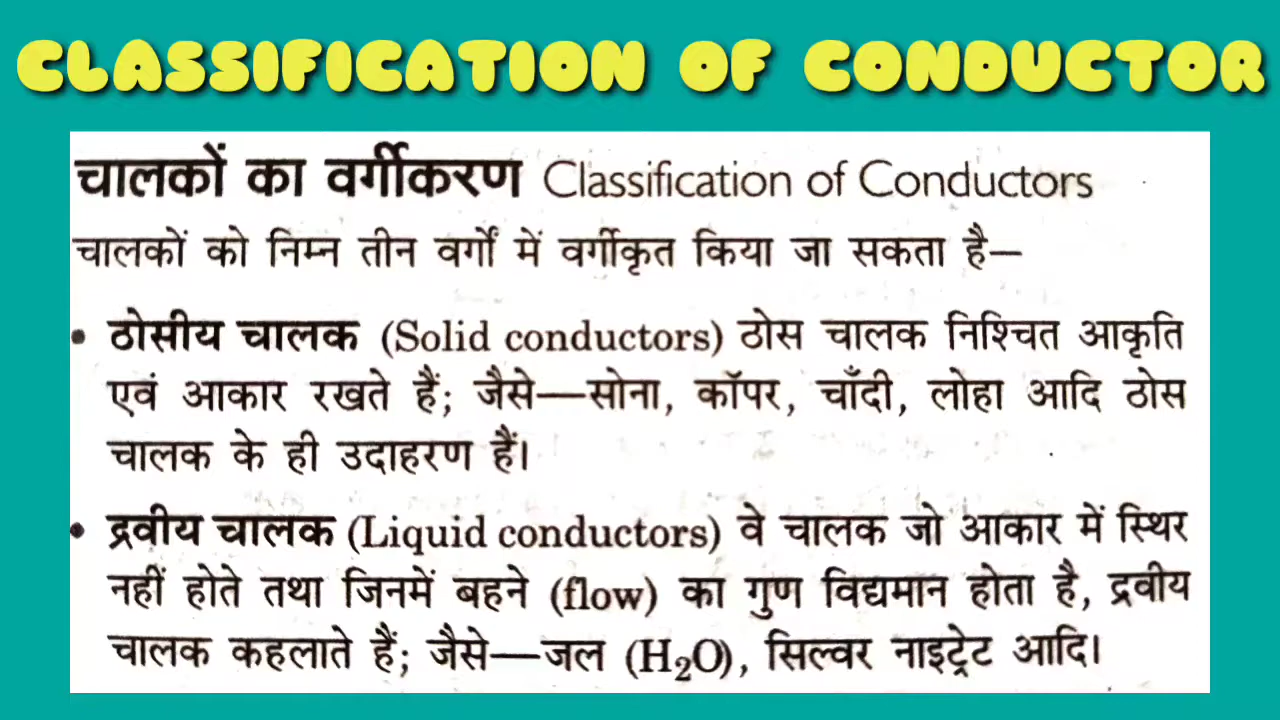 CLASSIFICATION OF CONDUCTOR
चालकों का वर्गीकरण Classification of Conductors
चालकों को निम्न तीन वर्गों में वर्गीकृत किया जा सकता है—
• ठोसीय चालक (Solid conductors) ठोस चालक निश्चित आकृति
एवं आकार रखते हैं; जैसे—सोना, कॉपर, चाँदी, लोहा आदि ठोस
चालक के ही उदाहरण हैं।
• द्रवीय चालक (Liquid conductors) वे चालक जो आकार में स्थिर
नहीं होते तथा जिनमें बहने (flow) का गुण विद्यमान होता है, द्रवीय
चालक कहलाते हैं; जैसे—जल (H₂O), सिल्वर नाइट्रेट आदि।